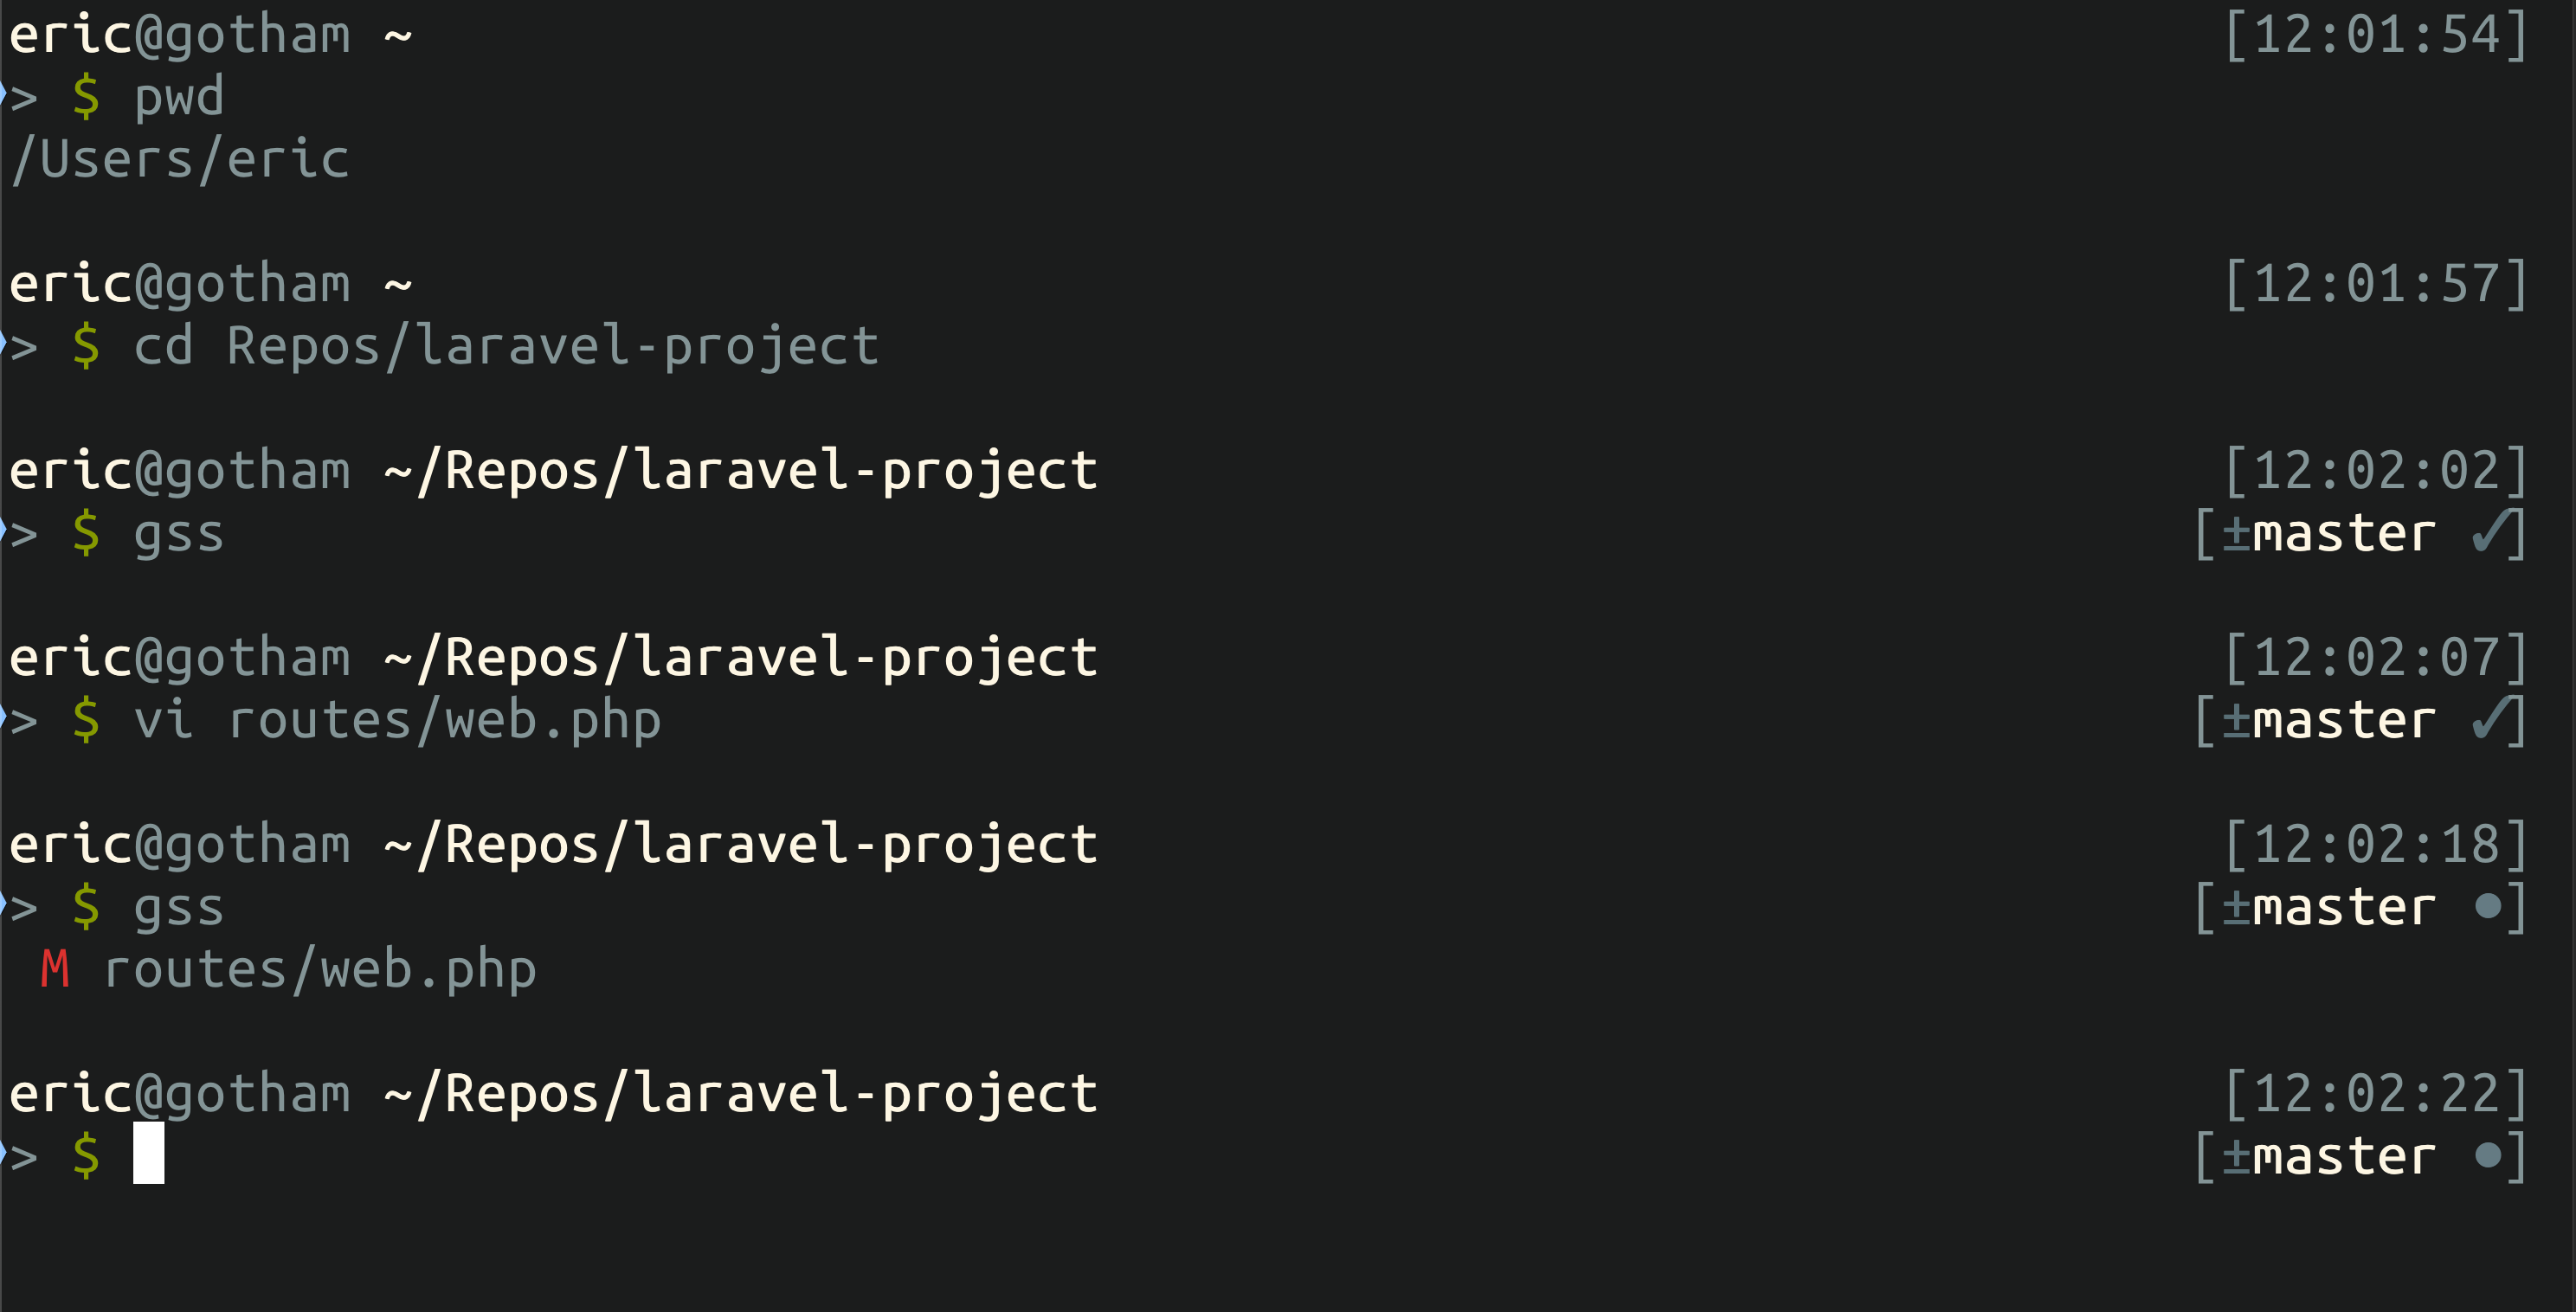 eric@gotham ~ [12:01:54]
> $ pwd
/Users/eric
eric@gotham ~ [12:01:57]
> $ cd Repos/laravel-project
eric@gotham ~/Repos/laravel-project [12:02:02]
> $ gss [±master ✓]
eric@gotham ~/Repos/laravel-project [12:02:07]
> $ vi routes/web.php [±master ✓]
eric@gotham ~/Repos/laravel-project [12:02:18]
> $ gss [±master ●]
M routes/web.php
eric@gotham ~/Repos/laravel-project [12:02:22]
> $ [±master ●]